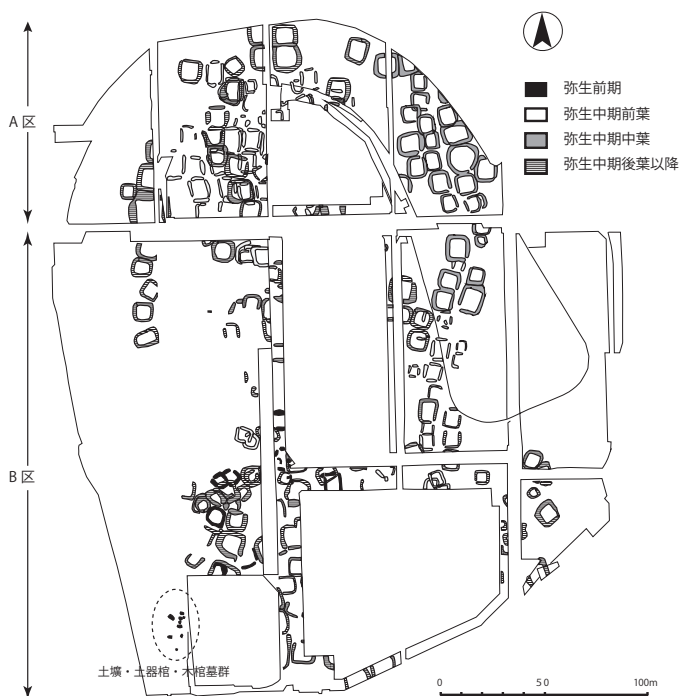 弥生前期
弥生中期前葉
弥生中期中葉
弥生中期後葉以降
A 区
B 区
土壙・土器棺・木棺墓群
0 50 100m